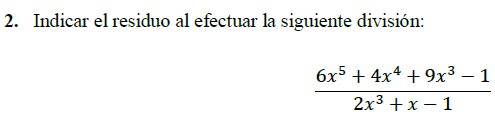 2. Indicar el residuo al efectuar la siguiente división:
6x⁵ + 4x⁴ + 9x³ − 1
2x³ + x − 1